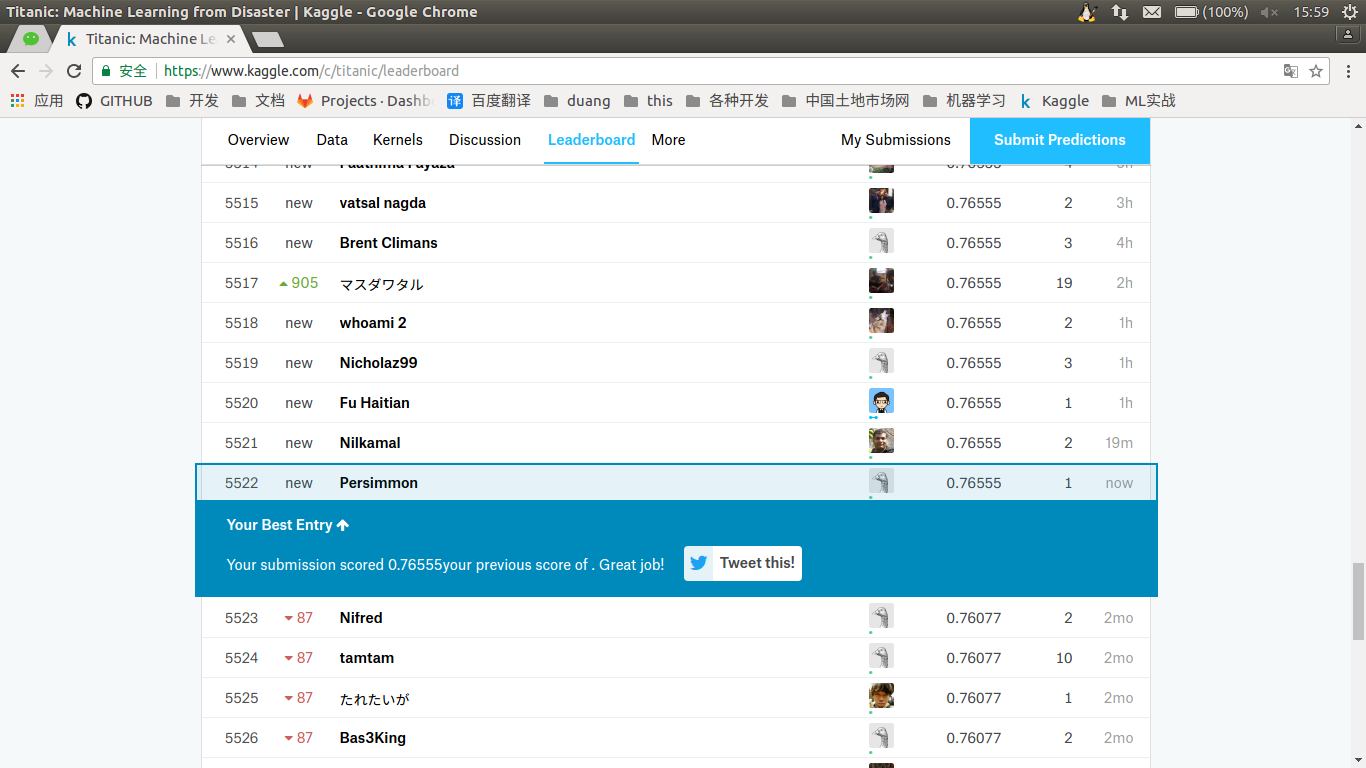 Titanic: Machine Learning from Disaster | Kaggle - Google Chrome (100%) 15:59
k Titanic: Machine Le
安全 https://www.kaggle.com/c/titanic/leaderboard
应用 GITHUB 开发 文档 Projects · Dashb 译 百度翻译 duang this 各种开发 中国土地市场网 机器学习 k Kaggle ML实战
Overview Data Kernels Discussion Leaderboard More My Submissions Submit Predictions
5515 new vatsal nagda 0.76555 2 3h
5516 new Brent Climans 0.76555 3 4h
5517 905 マスダワタル 0.76555 19 2h
5518 new whoami 2 0.76555 2 1h
5519 new Nicholaz99 0.76555 3 1h
5520 new Fu Haitian 0.76555 1 1h
5521 new Nilkamal 0.76555 2 19m
5522 new Persimmon 0.76555 1 now
Your Best Entry
Your submission scored 0.76555your previous score of . Great job! Tweet this!
5523 87 Nifred 0.76077 2 2mo
5524 87 tamtam 0.76077 10 2mo
5525 87 たれたいが 0.76077 1 2mo
5526 87 Bas3King 0.76077 2 2mo